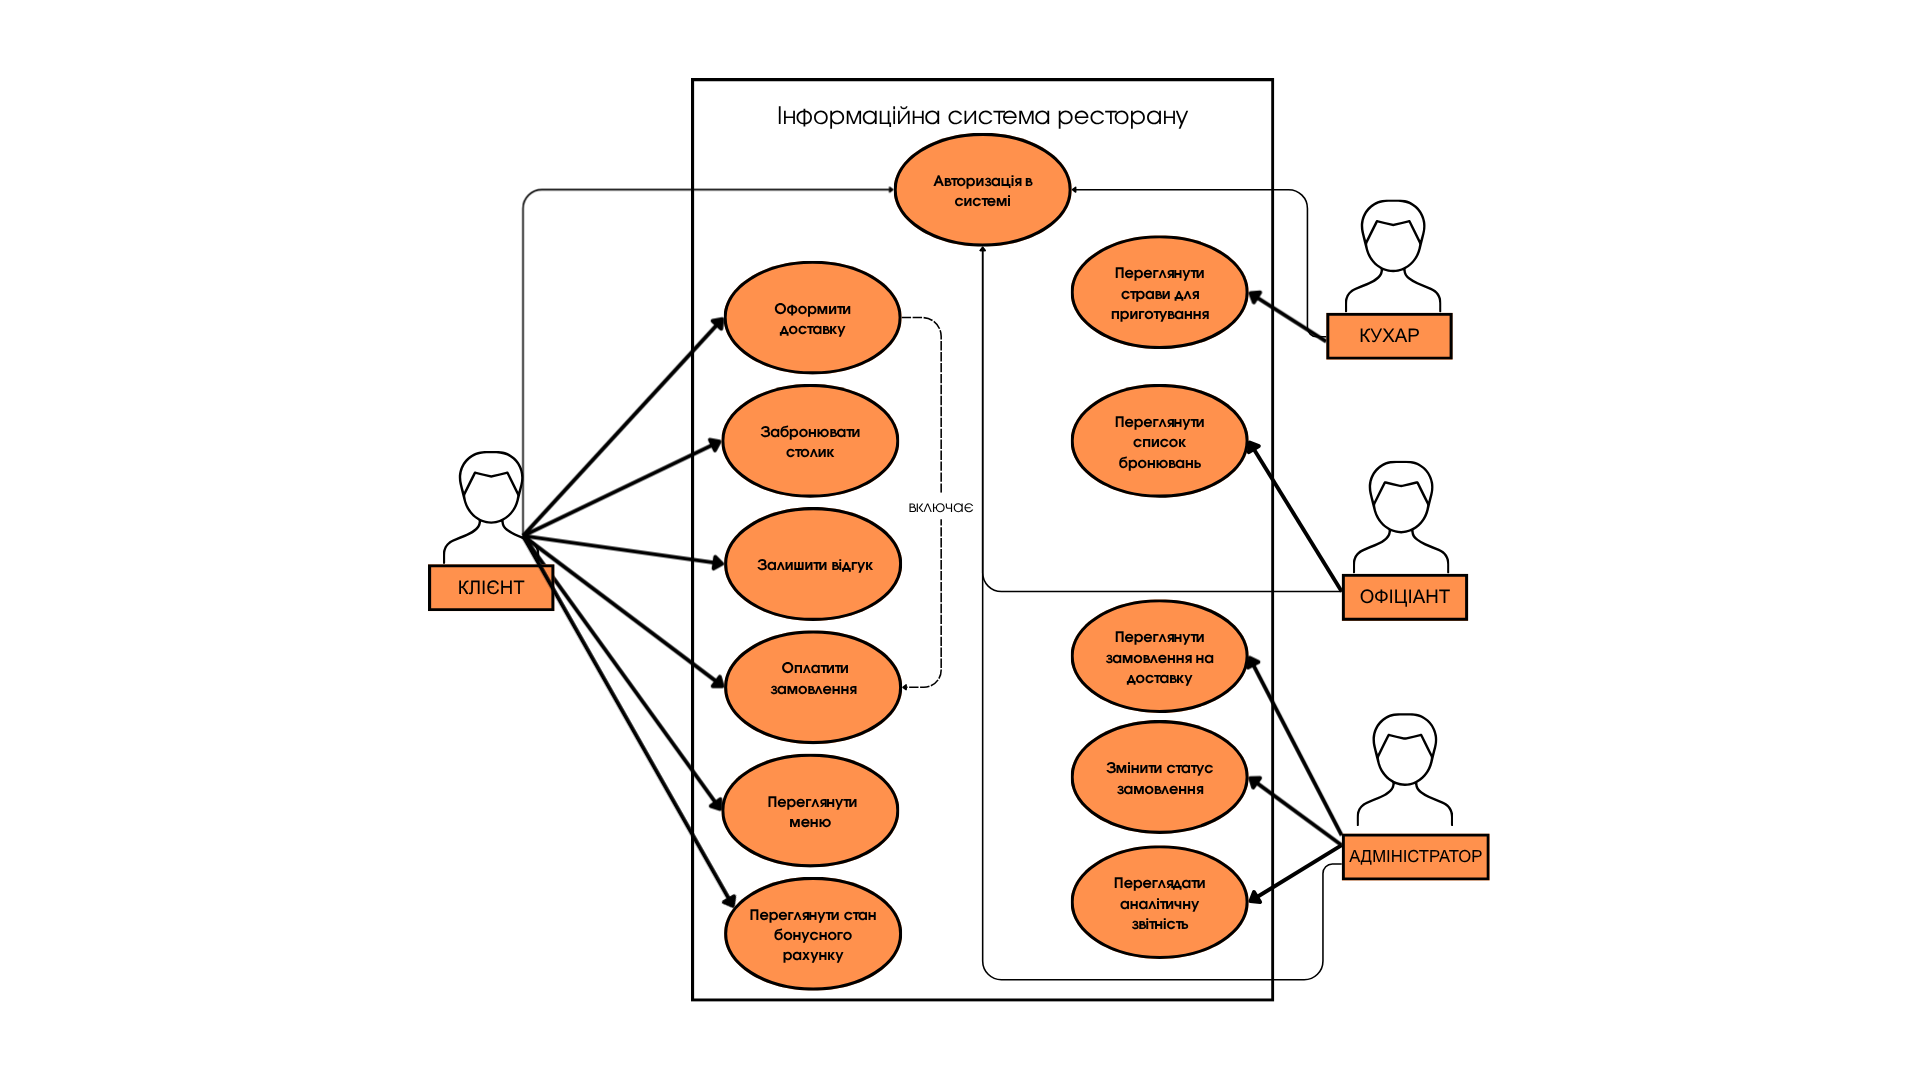 Інформаційна система ресторану
Авторизація в
системі
Оформити
доставку
Забронювати
столик
Залишити відгук
Оплатити
замовлення
Переглянути
меню
Переглянути стан
бонусного
рахунку
включає
Переглянути
страви для
приготування
Переглянути
список
бронювань
Переглянути
замовлення на
доставку
Змінити статус
замовлення
Переглядати
аналітичну
звітність
КЛІЄНТ
КУХАР
ОФІЦІАНТ
АДМІНІСТРАТОР